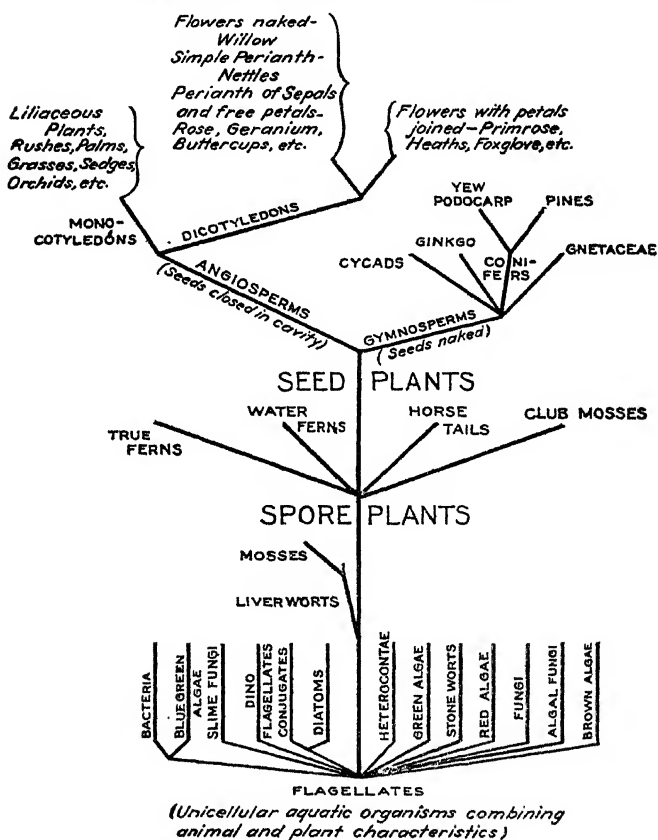 Flowers naked-
Willow
Simple Perianth-
Nettles
Perianth of Sepals
and free petals-
Rose, Geranium,
Buttercups, etc.
Liliaceous
Plants,
Rushes, Palms,
Grasses, Sedges,
Orchids, etc.
Flowers with petals
joined-Primrose,
Heaths, Foxglove, etc.
MONO-
COTYLEDONS
DICOTYLEDONS
YEW
PODOCARP
PINES
CYCADS
GINKGO
CONI-
FERS
GNETACEAE
ANGIOSPERMS
(Seeds closed in cavity)
GYMNOSPERMS
(Seeds naked)
SEED PLANTS
TRUE
FERNS
WATER
FERNS
HORSE
TAILS
CLUB MOSSES
SPORE PLANTS
MOSSES
LIVERWORTS
BACTERIA
BLUE GREEN
ALGAE
SLIME FUNGI
DINO
FLAGELLATES
CONJUGATES
DIATOMS
HETEROCONTAE
GREEN ALGAE
STONE WORTS
RED ALGAE
FUNGI
ALGAL FUNGI
BROWN ALGAE
FLAGELLATES
(Unicellular aquatic organisms combining
animal and plant characteristics)